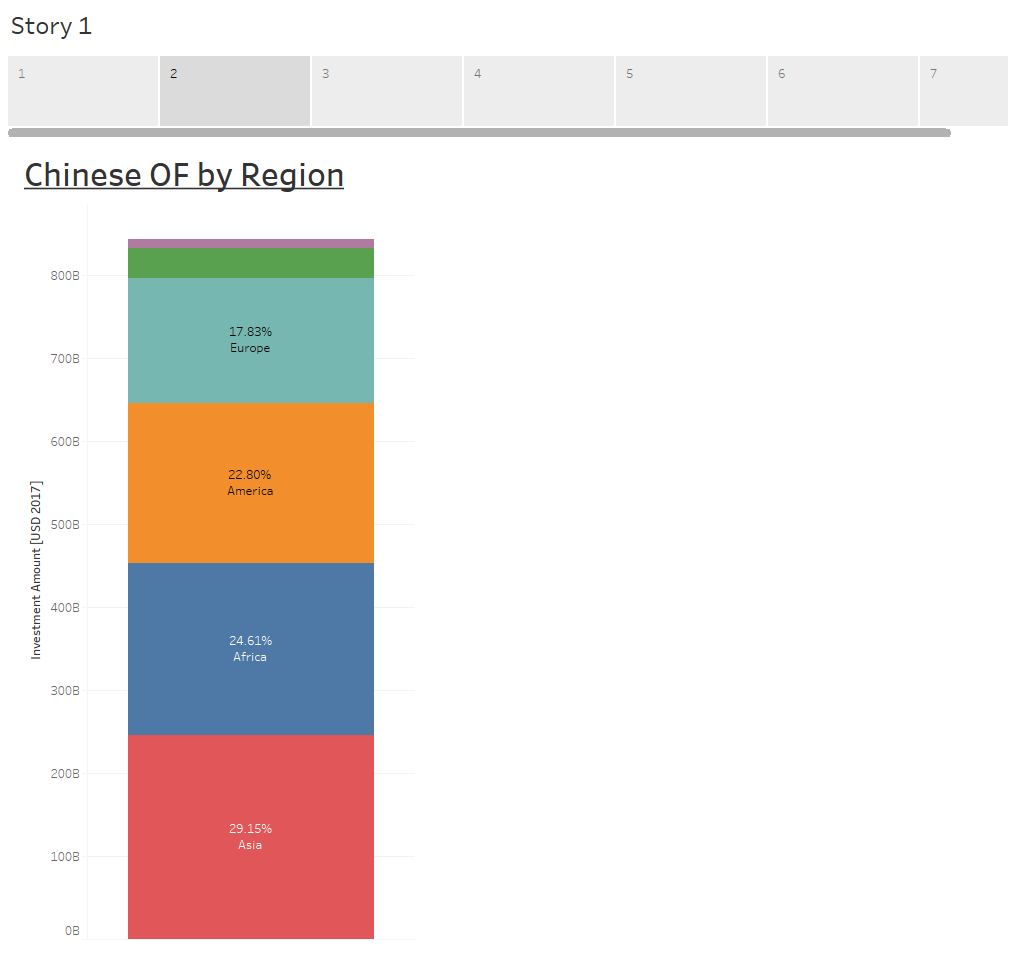 Story 1
1
2
3
4
5
6
7
Chinese OF by Region
800B
700B
600B
500B
400B
300B
200B
100B
0B
Investment Amount [USD 2017]
17.83%
Europe
22.80%
America
24.61%
Africa
29.15%
Asia